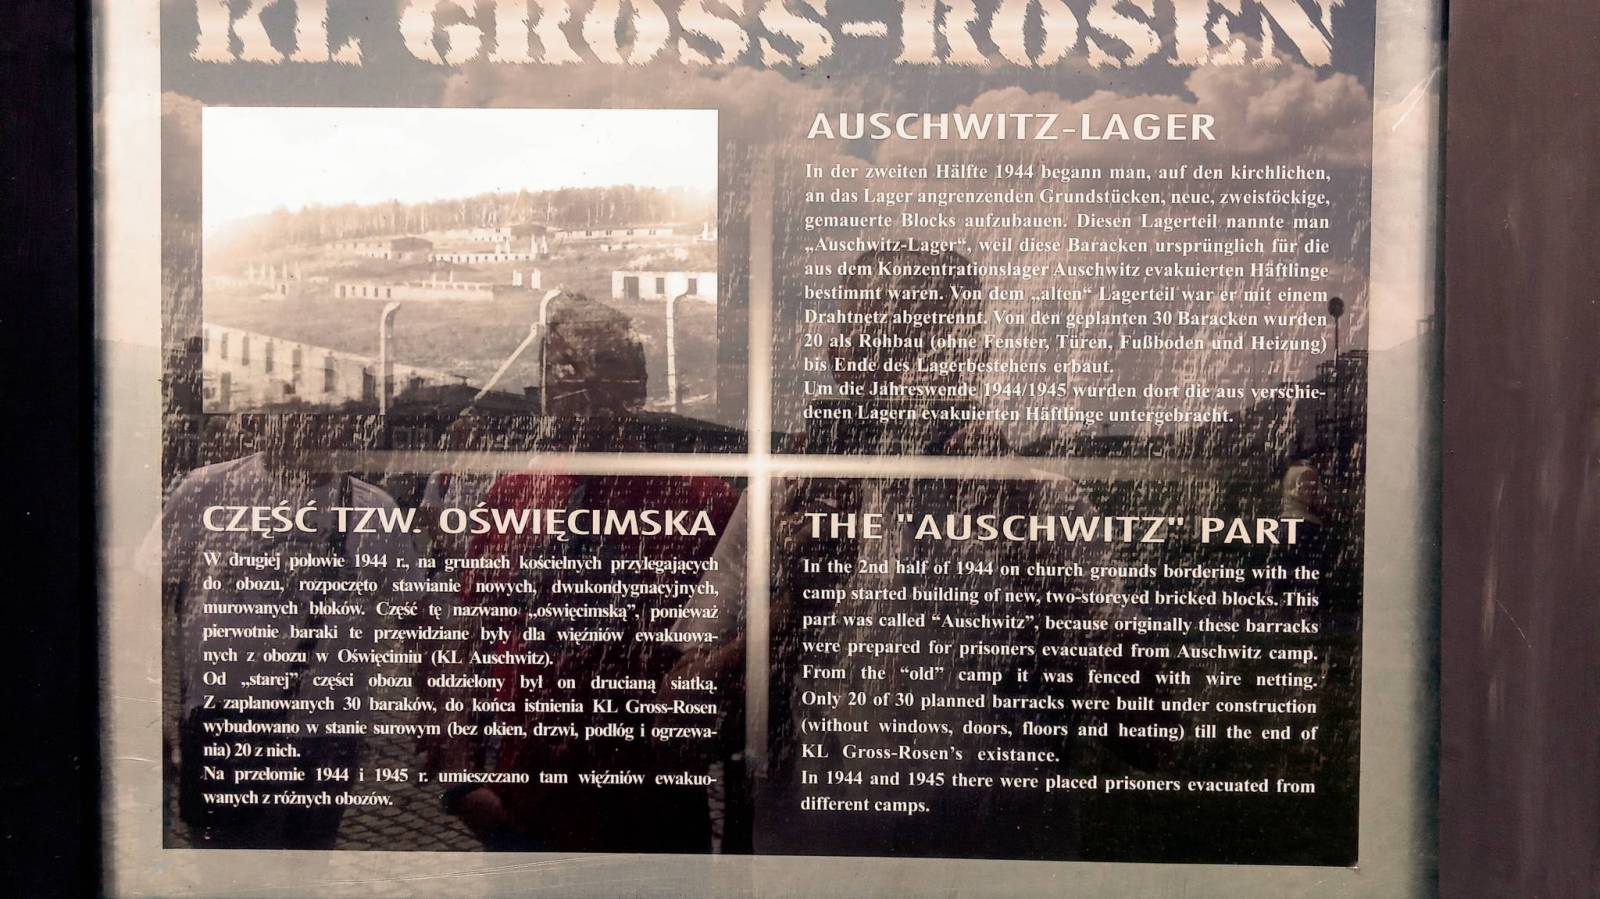 KL GROSS-ROSEN
AUSCHWITZ-LAGER
In der zweiten Hälfte 1944 begann man, auf den kirchlichen,
an das Lager angrenzenden Grundstücken, neue, zweistöckige,
gemauerte Blocks aufzubauen. Diesen Lagerteil nannte man
„Auschwitz-Lager“, weil diese Baracken ursprünglich für die
aus dem Konzentrationslager Auschwitz evakuierten Häftlinge
bestimmt waren. Von dem „alten“ Lagerteil war er mit einem
Drahtnetz abgetrennt. Von den geplanten 30 Baracken wurden
20 als Rohbau (ohne Fenster, Türen, Fußboden und Heizung)
bis Ende des Lagerbestehens erbaut.
Um die Jahreswende 1944/1945 wurden dort die aus verschie-
denen Lagern evakuierten Häftlinge untergebracht.
CZĘŚĆ TZW. OŚWIĘCIMSKA
W drugiej połowie 1944 r., na gruntach kościelnych przylegających
do obozu, rozpoczęto stawianie nowych, dwukondygnacyjnych,
murowanych bloków. Część tę nazwano „oświęcimską”, ponieważ
pierwotnie baraki te przewidziane były dla więźniów ewakuowa-
nych z obozu w Oświęcimiu (KL Auschwitz).
Od „starej” części obozu oddzielony był on drucianą siatką.
Z zaplanowanych 30 baraków, do końca istnienia KL Gross-Rosen
wybudowano w stanie surowym (bez okien, drzwi, podłóg i ogrzewa-
nia) 20 z nich.
Na przełomie 1944 i 1945 r. umieszczano tam więźniów ewakuo-
wanych z różnych obozów.
THE "AUSCHWITZ" PART
In the 2nd half of 1944 on church grounds bordering with the
camp started building of new, two-storeyed bricked blocks. This
part was called “Auschwitz”, because originally these barracks
were prepared for prisoners evacuated from Auschwitz camp.
From the “old” camp it was fenced with wire netting.
Only 20 of 30 planned barracks were built under construction
(without windows, doors, floors and heating) till the end of
KL Gross-Rosen’s existance.
In 1944 and 1945 there were placed prisoners evacuated from
different camps.